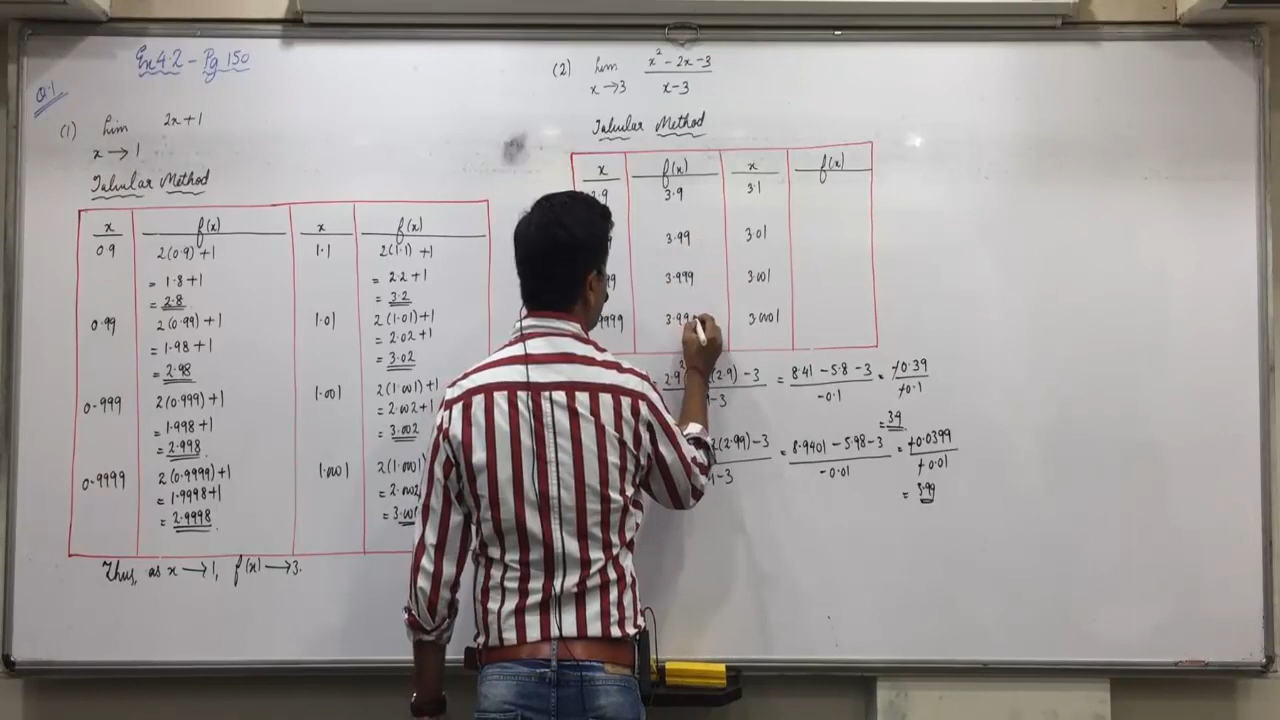 Ex 4.2 - Pg 150
Q.1
(1) Lim 2x+1
x → 1
Tabular Method
x f(x) x f(x)
0.9 2(0.9)+1 1.1 2(1.1)+1
= 1.8+1 = 2.2+1
= 2.8 = 3.2
0.99 2(0.99)+1 1.01 2(1.01)+1
= 1.98+1 = 2.02+1
= 2.98 = 3.02
0.999 2(0.999)+1 1.001 2(1.001)+1
= 1.998+1 = 2.002+1
= 2.998 = 3.002
0.9999 2(0.9999)+1 1.0001
= 1.9998+1
= 2.9998
Thus, as x → 1, f(x) → 3.
(2) Lim x² - 2x - 3
x → 3 x - 3
Tabular Method
x f(x) x f(x)
3.9 3.1
3.99 3.01
3.999 3.001
3.0001
(2.9) - 3 = 8.41 - 5.8 - 3 = -0.39
-0.1 -0.1
2(2.99) - 3 = 8.9401 - 5.98 - 3 = -0.0399
-0.01 -0.01
= 3.99